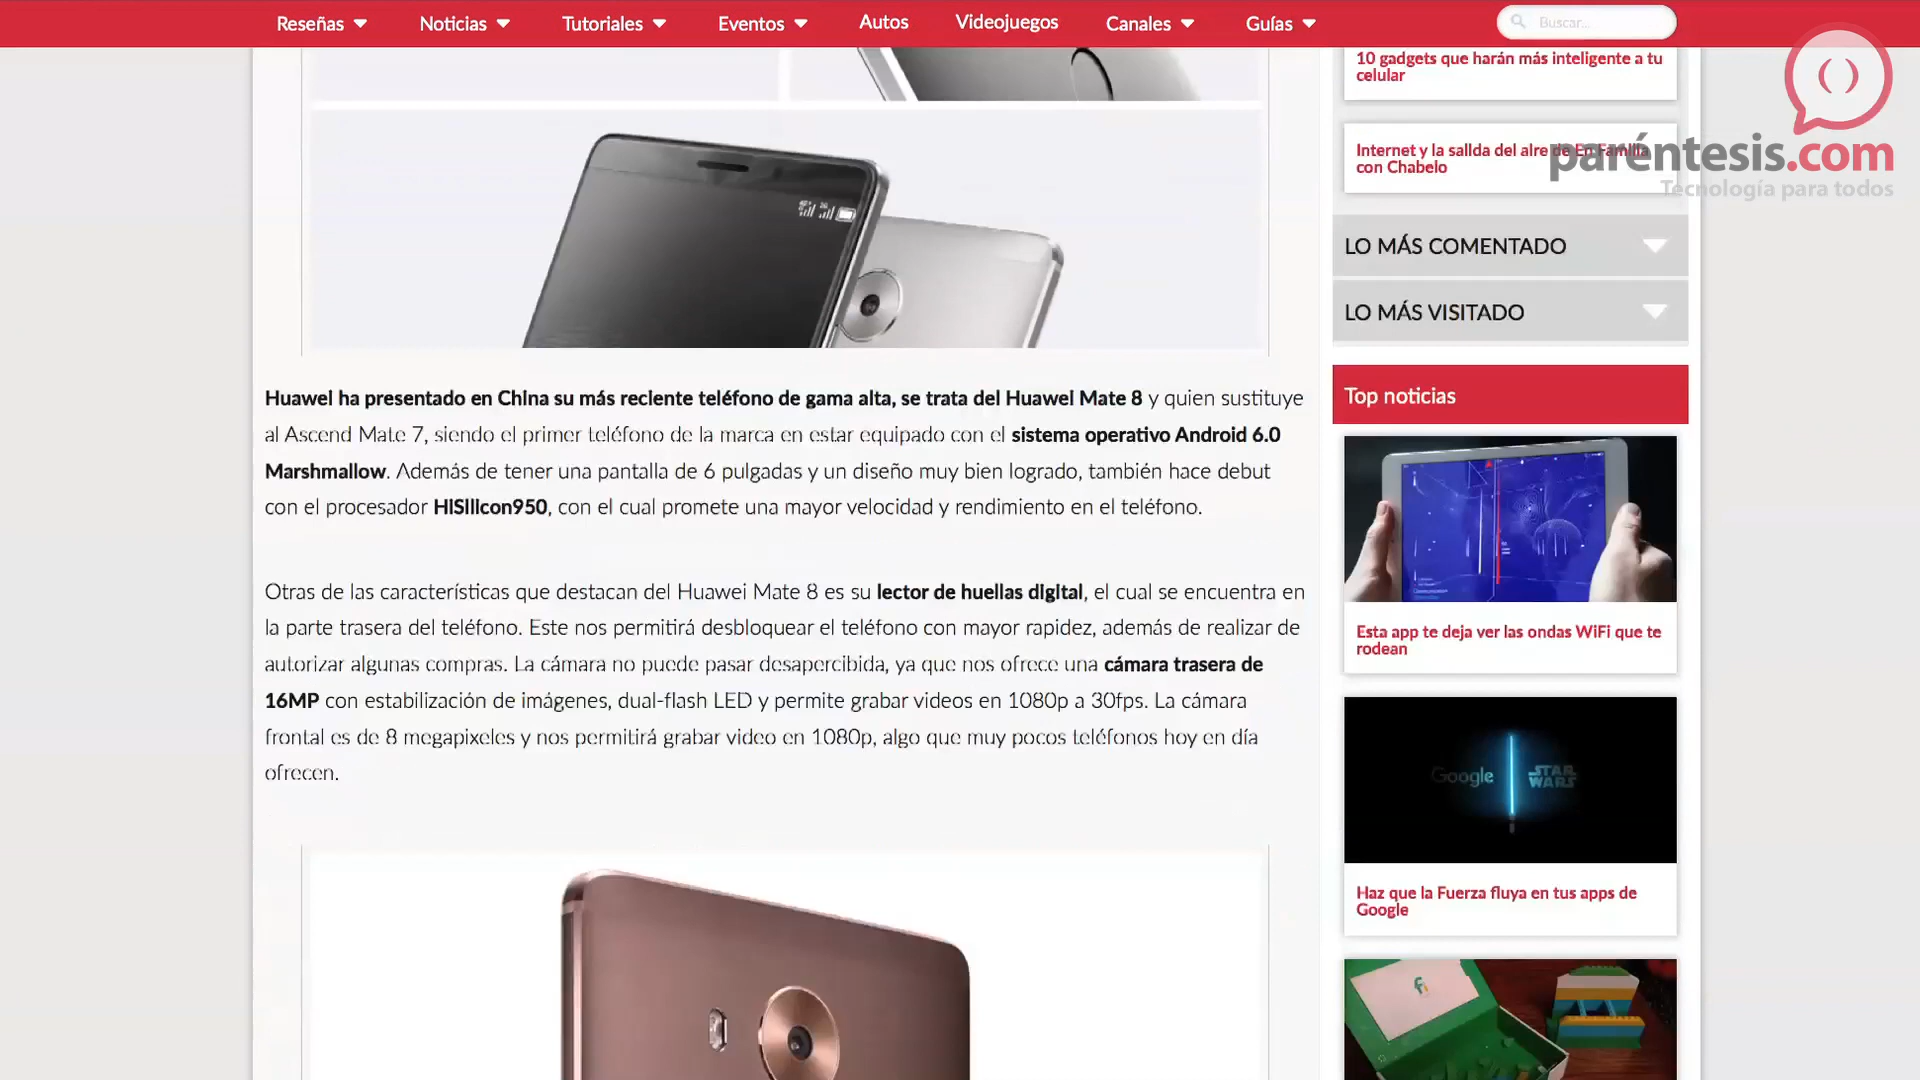 Reseñas Noticias Tutoriales Eventos Autos Videojuegos Canales Guías Buscar...
Huawei ha presentado en China su más reciente teléfono de gama alta, se trata del Huawei Mate 8 y quien sustituye
al Ascend Mate 7, siendo el primer teléfono de la marca en estar equipado con el sistema operativo Android 6.0
Marshmallow. Además de tener una pantalla de 6 pulgadas y un diseño muy bien logrado, también hace debut
con el procesador HiSilicon950, con el cual promete una mayor velocidad y rendimiento en el teléfono.
Otras de las características que destacan del Huawei Mate 8 es su lector de huellas digital, el cual se encuentra en
la parte trasera del teléfono. Este nos permitirá desbloquear el teléfono con mayor rapidez, además de realizar de
autorizar algunas compras. La cámara no puede pasar desapercibida, ya que nos ofrece una cámara trasera de
16MP con estabilización de imágenes, dual-flash LED y permite grabar videos en 1080p a 30fps. La cámara
frontal es de 8 megapixeles y nos permitirá grabar video en 1080p, algo que muy pocos teléfonos hoy en día
ofrecen.
10 gadgets que harán más inteligente a tu
celular
Internet y la salida del aire de En Familia
con Chabelo
paréntesis.com
Tecnología para todos
LO MÁS COMENTADO
LO MÁS VISITADO
Top noticias
Esta app te deja ver las ondas WiFi que te
rodean
Google STAR WARS
Haz que la Fuerza fluya en tus apps de
Google
fi